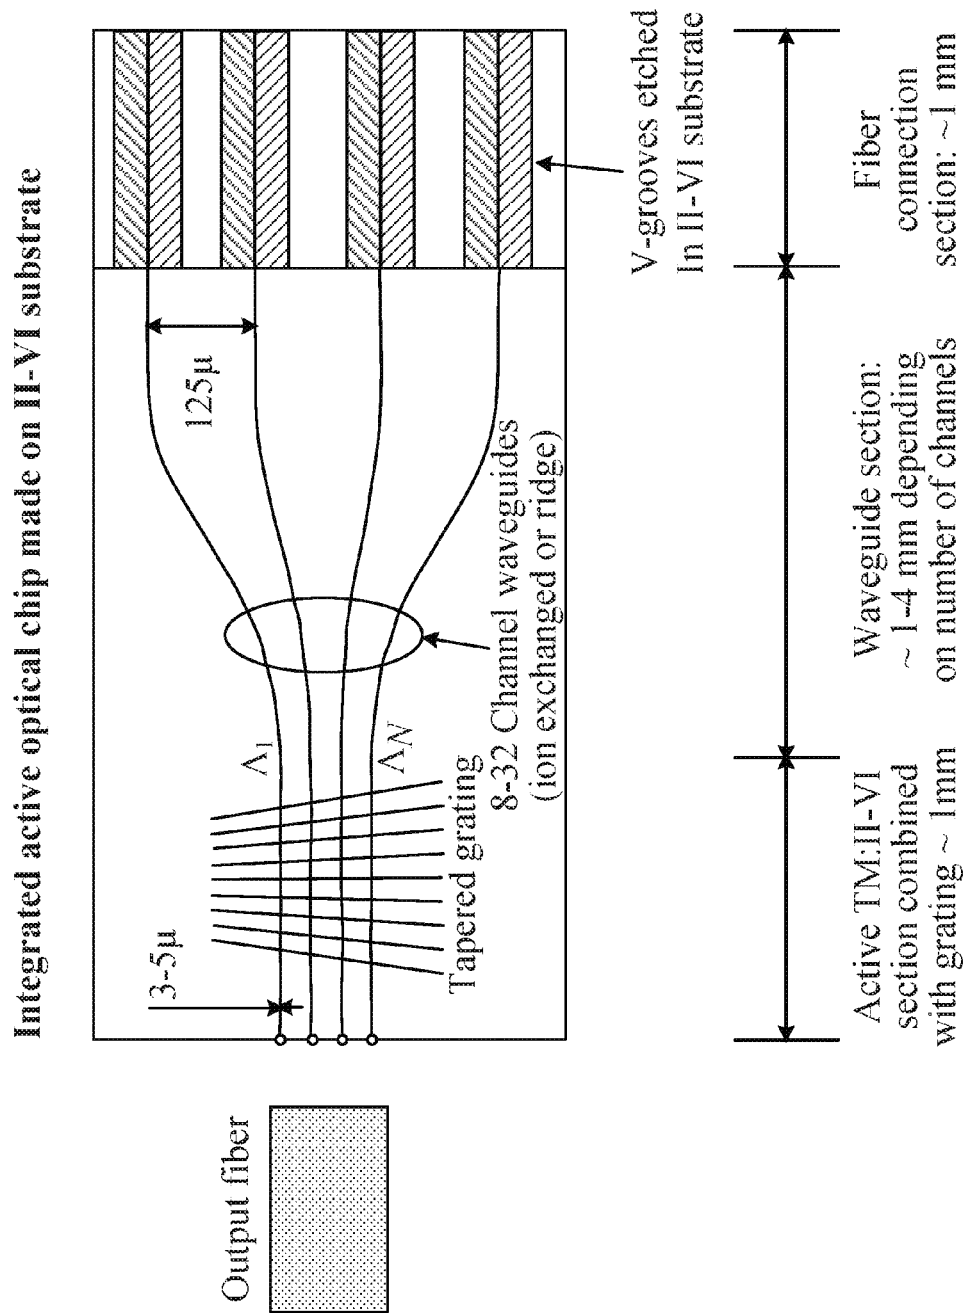 Integrated active optical chip made on II-VI substrate
Output fiber
3-5µ
125µ
Λ1
ΛN
Tapered grating
8-32 Channel waveguides
(ion exchanged or ridge)
V-grooves etched
In II-VI substrate
Active TM:II-VI
section combined
with grating ~ 1mm
Waveguide section:
~ 1-4 mm depending
on number of channels
Fiber
connection
section: ~1 mm